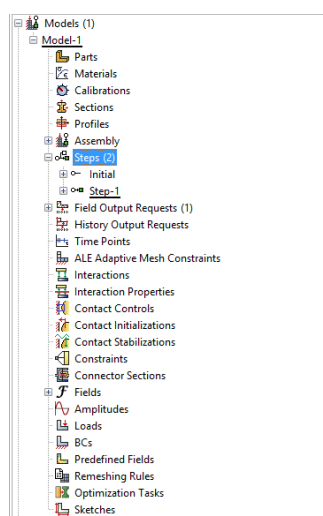 Models (1)
Model-1
Parts
Materials
Calibrations
Sections
Profiles
Assembly
Steps (2)
Initial
Step-1
Field Output Requests (1)
History Output Requests
Time Points
ALE Adaptive Mesh Constraints
Interactions
Interaction Properties
Contact Controls
Contact Initializations
Contact Stabilizations
Constraints
Connector Sections
Fields
Amplitudes
Loads
BCs
Predefined Fields
Remeshing Rules
Optimization Tasks
Sketches